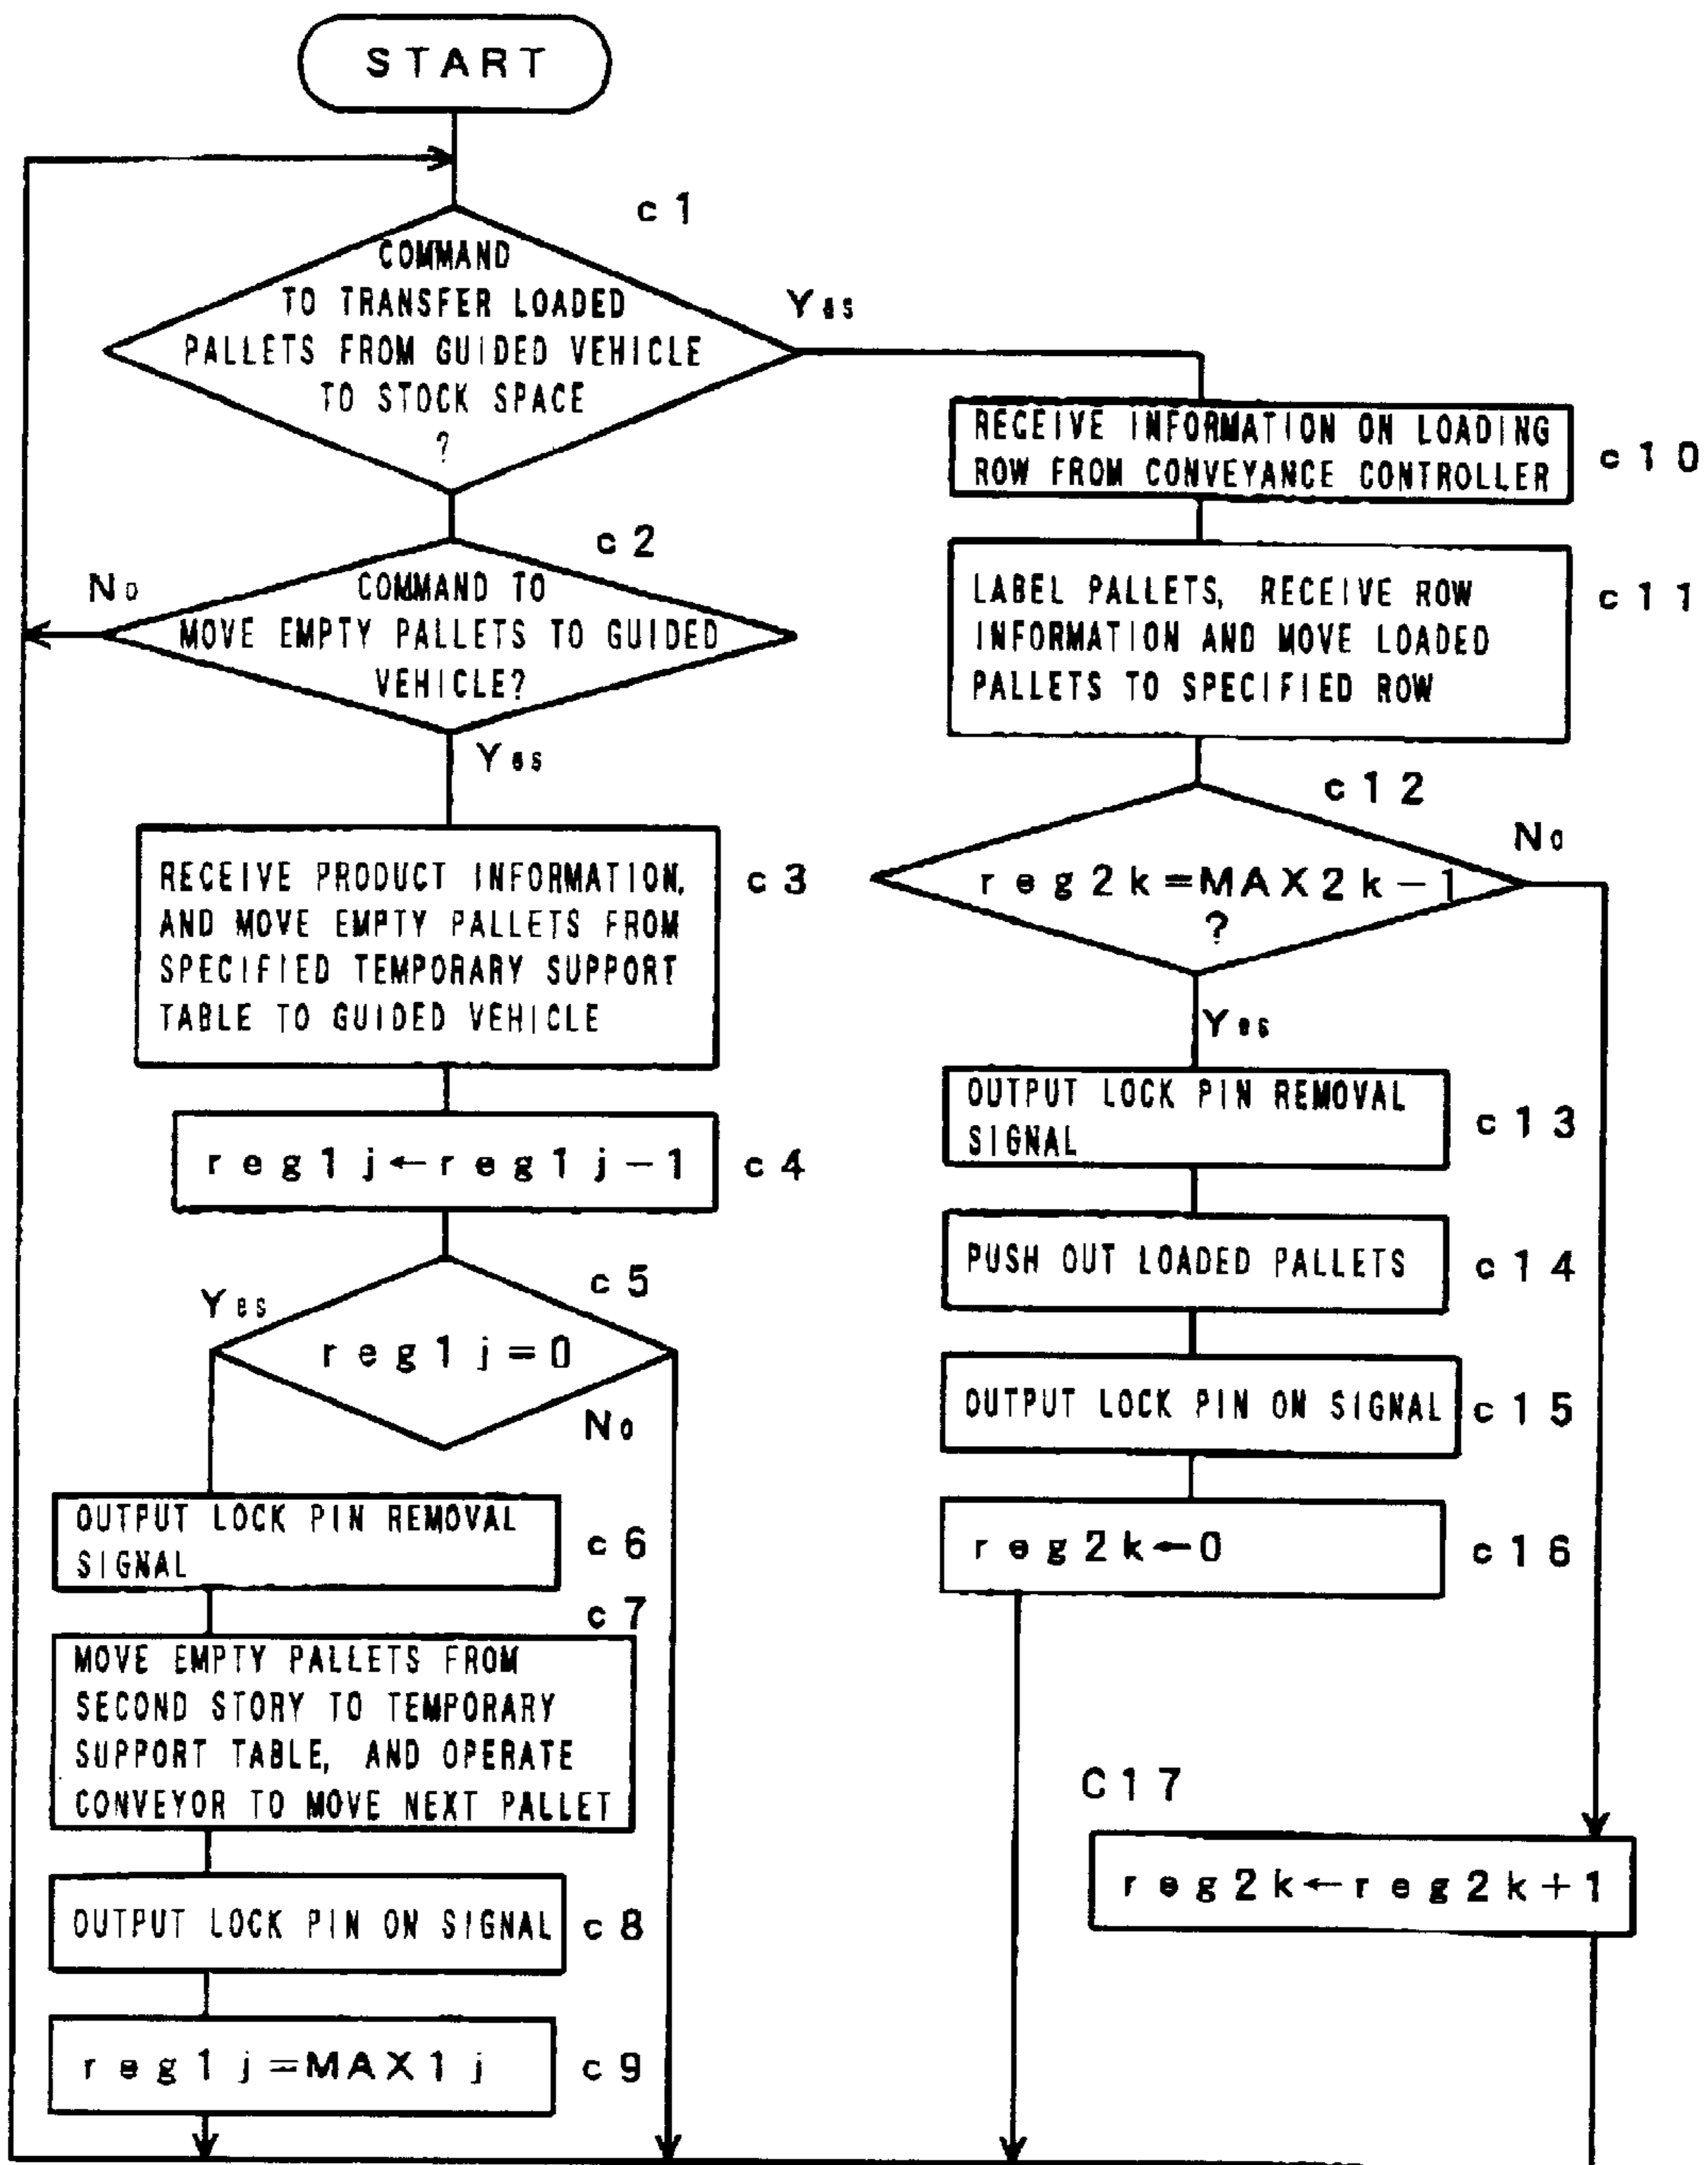 START
c1
COMMAND
TO TRANSFER LOADED
PALLETS FROM GUIDED VEHICLE
TO STOCK SPACE
?
Yes
c2
No
COMMAND TO
MOVE EMPTY PALLETS TO GUIDED
VEHICLE?
Yes
RECEIVE PRODUCT INFORMATION,
AND MOVE EMPTY PALLETS FROM
SPECIFIED TEMPORARY SUPPORT
TABLE TO GUIDED VEHICLE
c3
reg1j←reg1j-1
c4
c5
Yes
reg1j=0
No
OUTPUT LOCK PIN REMOVAL
SIGNAL
c6
c7
MOVE EMPTY PALLETS FROM
SECOND STORY TO TEMPORARY
SUPPORT TABLE, AND OPERATE
CONVEYOR TO MOVE NEXT PALLET
OUTPUT LOCK PIN ON SIGNAL
c8
reg1j=MAX1j
c9
RECEIVE INFORMATION ON LOADING
ROW FROM CONVEYANCE CONTROLLER
c10
LABEL PALLETS, RECEIVE ROW
INFORMATION AND MOVE LOADED
PALLETS TO SPECIFIED ROW
c11
c12
No
reg2k=MAX2k-1
?
Yes
OUTPUT LOCK PIN REMOVAL
SIGNAL
c13
PUSH OUT LOADED PALLETS
c14
OUTPUT LOCK PIN ON SIGNAL
c15
reg2k←0
c16
C17
reg2k←reg2k+1